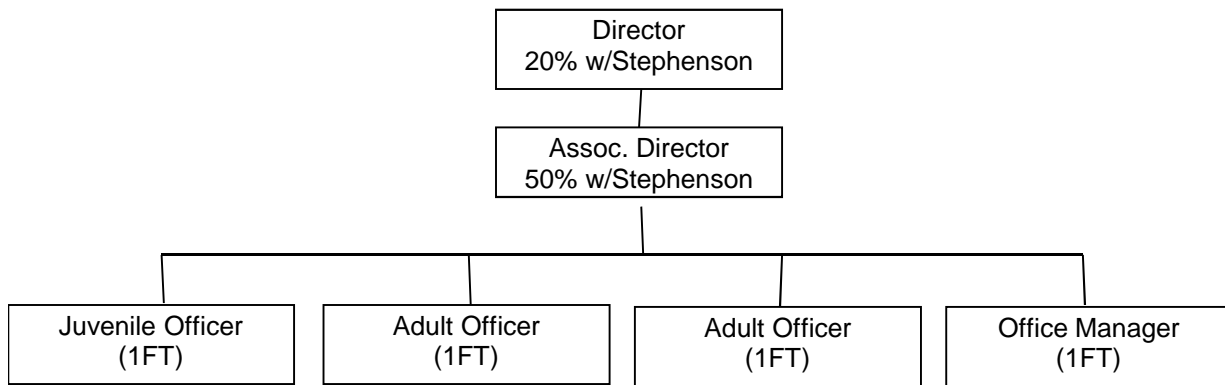 Director
20% w/Stephenson
Assoc. Director
50% w/Stephenson
Juvenile Officer
(1FT)
Adult Officer
(1FT)
Adult Officer
(1FT)
Office Manager
(1FT)